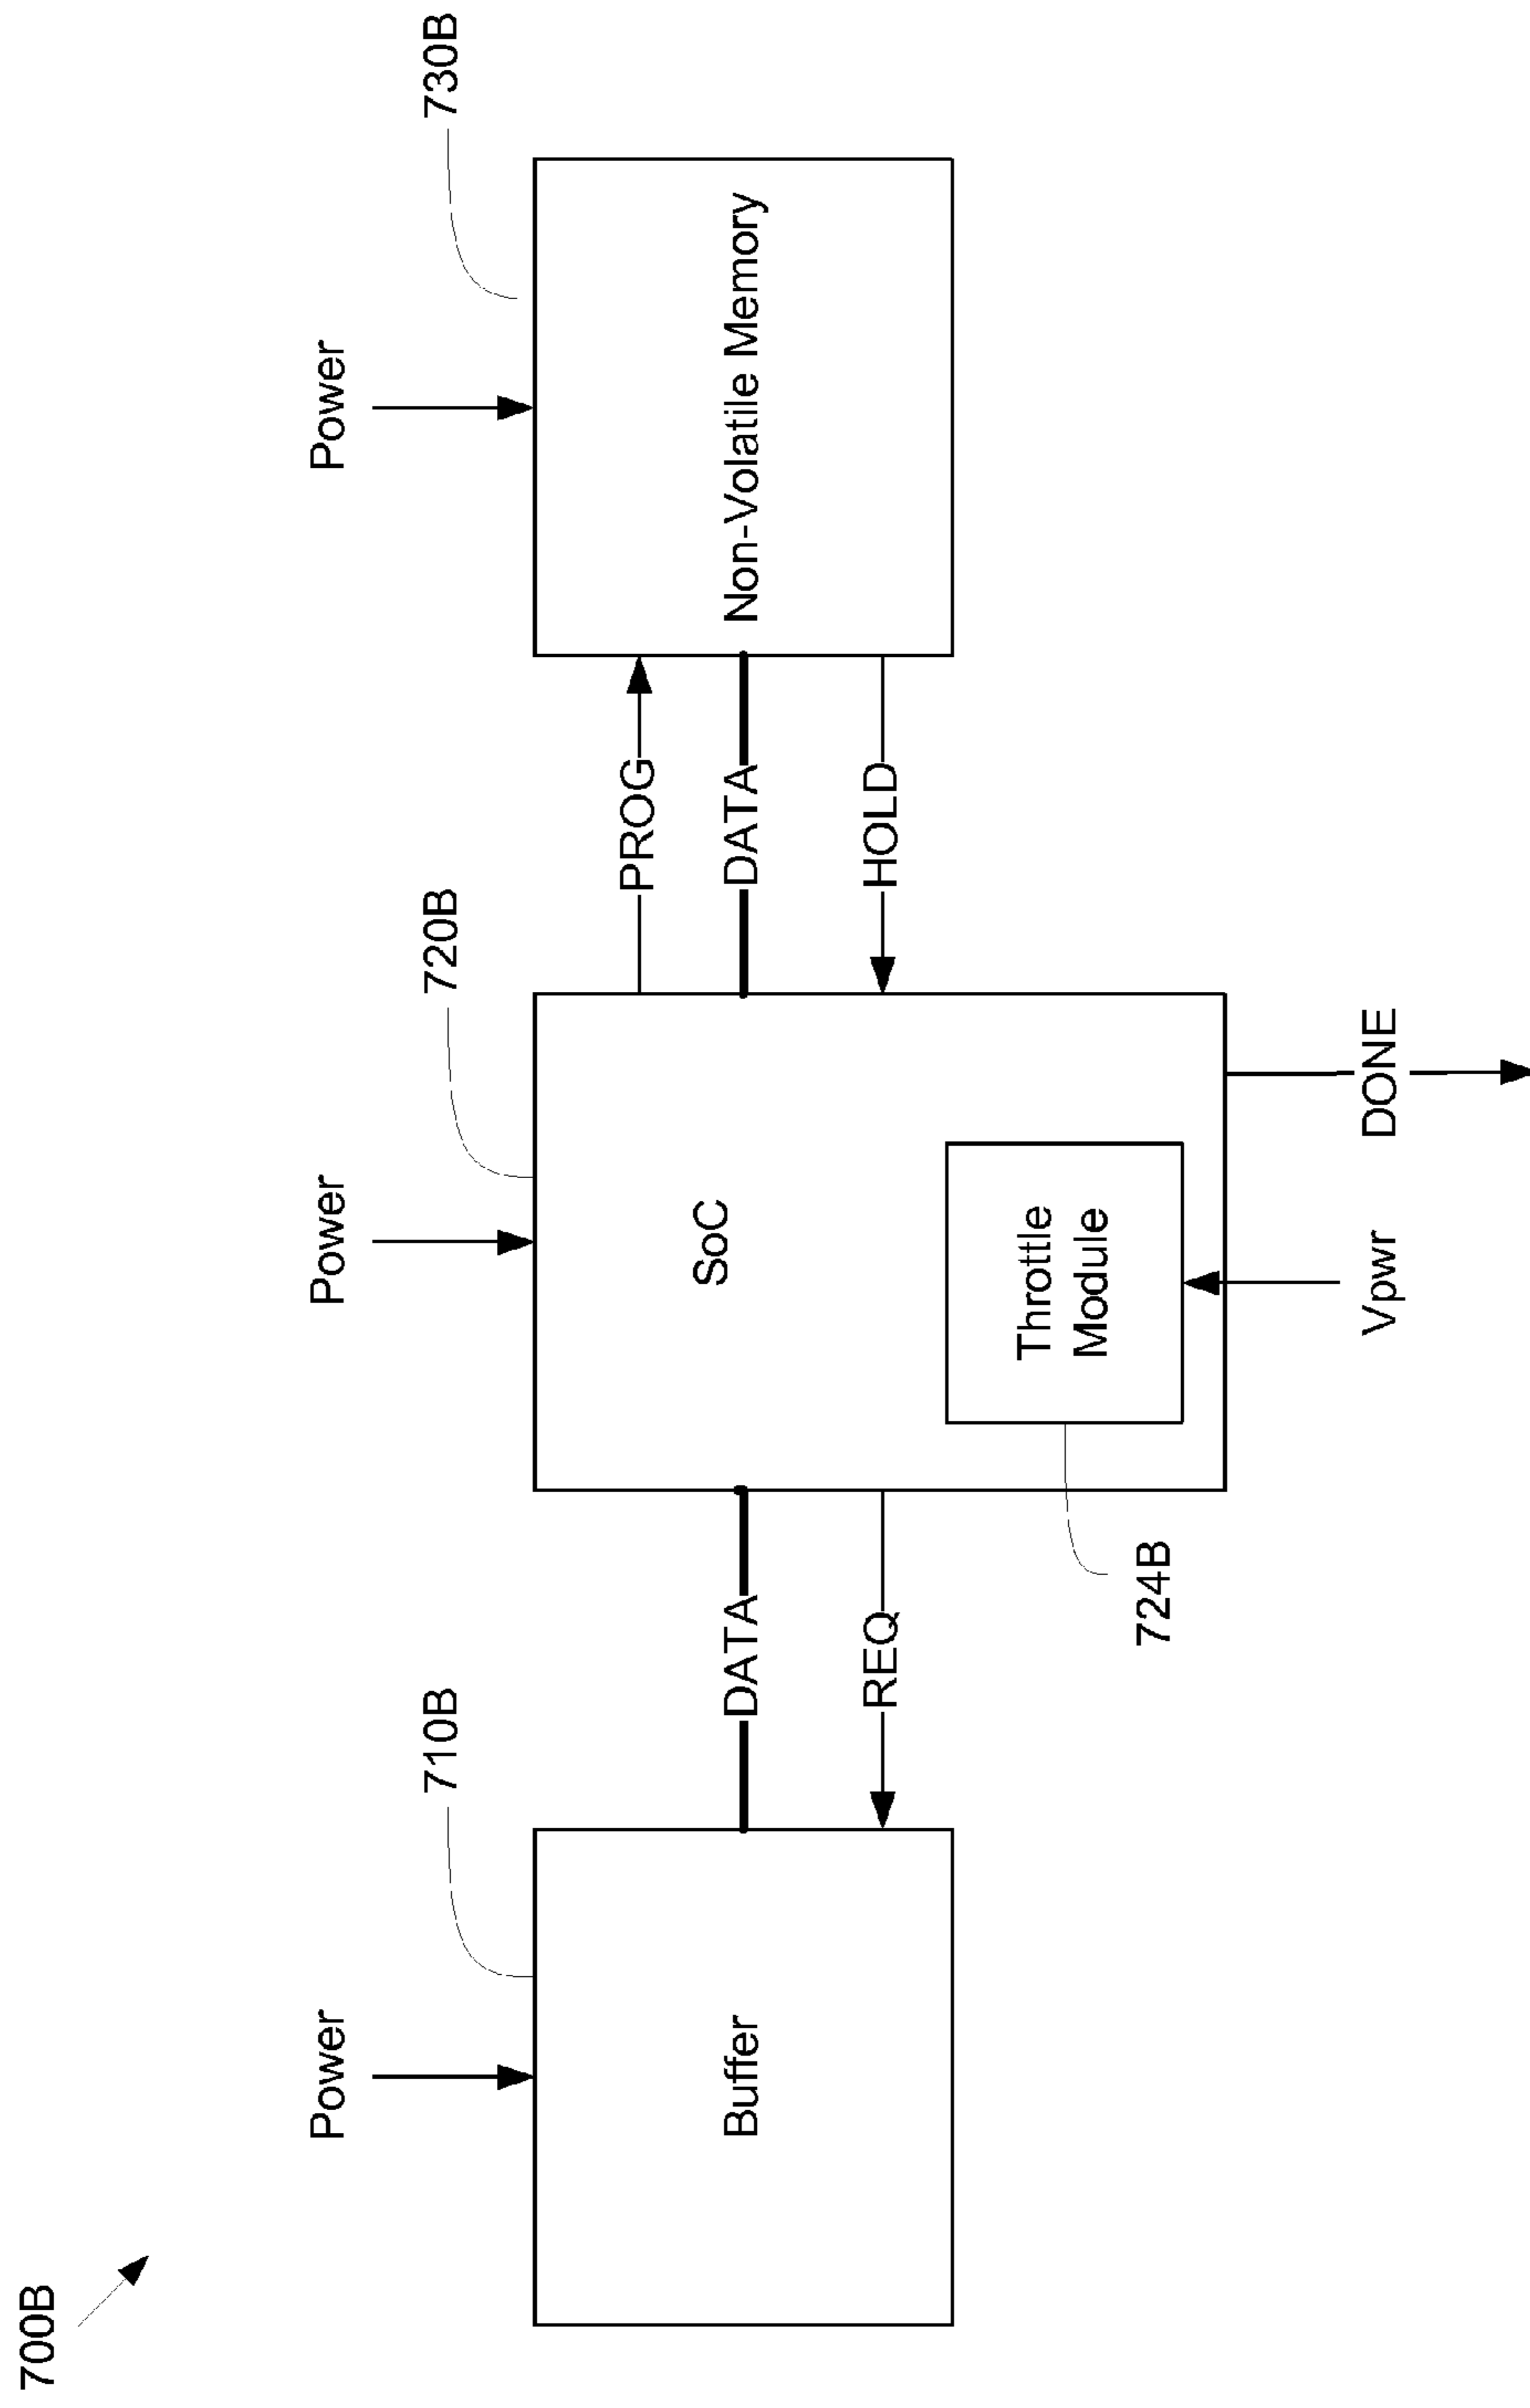 700B
Power
Power
Power
710B
720B
730B
Buffer
DATA
REQ
SoC
Throttle
Module
724B
PROG
DATA
HOLD
Non-Volatile Memory
Vpwr
DONE